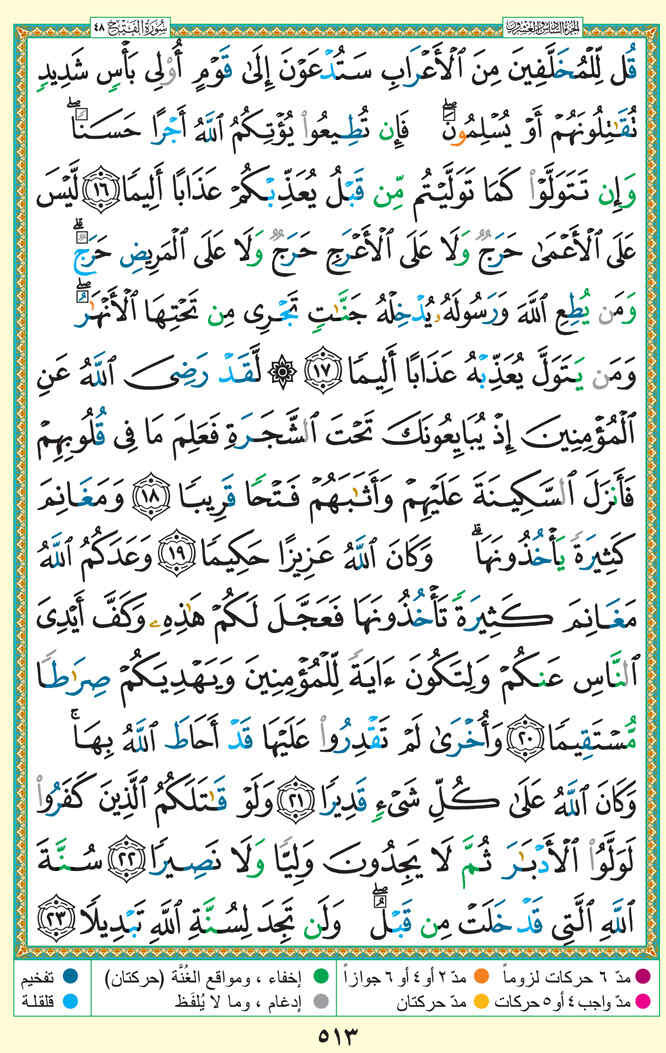 سُورَةُ الفَتۡحِ ٤٨
الجزء السادس والعشرون
قُل لِّلۡمُخَلَّفِينَ مِنَ ٱلۡأَعۡرَابِ سَتُدۡعَوۡنَ إِلَىٰ قَوۡمٍ أُوْلِي بَأۡسٖ شَدِيدٖ
تُقَٰتِلُونَهُمۡ أَوۡ يُسۡلِمُونَۖ فَإِن تُطِيعُواْ يُؤۡتِكُمُ ٱللَّهُ أَجۡرًا حَسَنٗاۖ
وَإِن تَتَوَلَّوۡاْ كَمَا تَوَلَّيۡتُم مِّن قَبۡلُ يُعَذِّبۡكُمۡ عَذَابًا أَلِيمٗا ١٦ لَّيۡسَ
عَلَى ٱلۡأَعۡمَىٰ حَرَجٞ وَلَا عَلَى ٱلۡأَعۡرَجِ حَرَجٞ وَلَا عَلَى ٱلۡمَرِيضِ حَرَجٞۗ
وَمَن يُطِعِ ٱللَّهَ وَرَسُولَهُۥ يُدۡخِلۡهُ جَنَّٰتٖ تَجۡرِي مِن تَحۡتِهَا ٱلۡأَنۡهَٰرُۖ
وَمَن يَتَوَلَّ يُعَذِّبۡهُ عَذَابًا أَلِيمٗا ١٧ ۞ لَّقَدۡ رَضِيَ ٱللَّهُ عَنِ
ٱلۡمُؤۡمِنِينَ إِذۡ يُبَايِعُونَكَ تَحۡتَ ٱلشَّجَرَةِ فَعَلِمَ مَا فِي قُلُوبِهِمۡ
فَأَنزَلَ ٱلسَّكِينَةَ عَلَيۡهِمۡ وَأَثَٰبَهُمۡ فَتۡحٗا قَرِيبٗا ١٨ وَمَغَانِمَ
كَثِيرَةٗ يَأۡخُذُونَهَاۗ وَكَانَ ٱللَّهُ عَزِيزًا حَكِيمٗا ١٩ وَعَدَكُمُ ٱللَّهُ
مَغَانِمَ كَثِيرَةٗ تَأۡخُذُونَهَا فَعَجَّلَ لَكُمۡ هَٰذِهِۦ وَكَفَّ أَيۡدِيَ
ٱلنَّاسِ عَنكُمۡ وَلِتَكُونَ ءَايَةٗ لِّلۡمُؤۡمِنِينَ وَيَهۡدِيَكُمۡ صِرَٰطٗا
مُّسۡتَقِيمٗا ٢٠ وَأُخۡرَىٰ لَمۡ تَقۡدِرُواْ عَلَيۡهَا قَدۡ أَحَاطَ ٱللَّهُ بِهَاۚ
وَكَانَ ٱللَّهُ عَلَىٰ كُلِّ شَيۡءٖ قَدِيرٗا ٢١ وَلَوۡ قَٰتَلَكُمُ ٱلَّذِينَ كَفَرُواْ
لَوَلَّوُاْ ٱلۡأَدۡبَٰرَ ثُمَّ لَا يَجِدُونَ وَلِيّٗا وَلَا نَصِيرٗا ٢٢ سُنَّةَ
ٱللَّهِ ٱلَّتِي قَدۡ خَلَتۡ مِن قَبۡلُۖ وَلَن تَجِدَ لِسُنَّةِ ٱللَّهِ تَبۡدِيلٗا ٢٣
مدّ ٦ حركات لزوماً
مدّ ٢ أو ٤ أو ٦ جوازاً
إخفاء ، ومواقع الغُنَّة (حركتان)
تفخيم
مدّ واجب ٤ أو ٥ حركات
مدّ حركتان
إدغام ، وما لا يُلفَظ
قلقلة
٥١٣